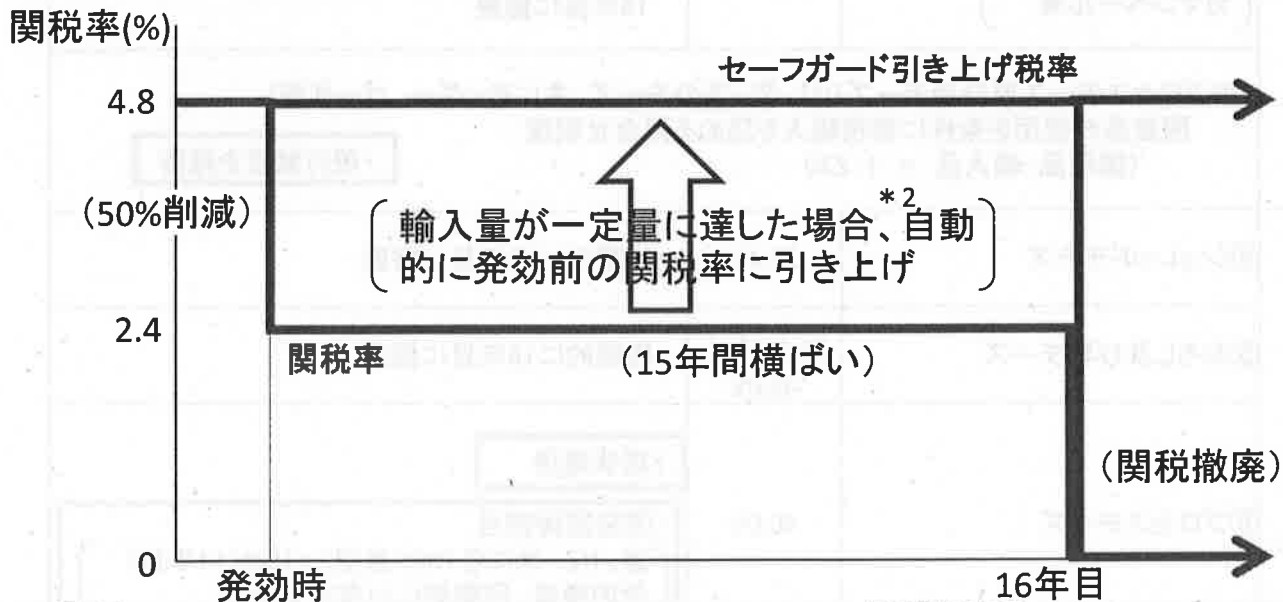 関税率(%)
セーフガード引き上げ税率
4.8
(50%削減)
輸入量が一定量に達した場合*2、自動
的に発効前の関税率に引き上げ
2.4
関税率
(15年間横ばい)
(関税撤廃)
0
発効時
16年目